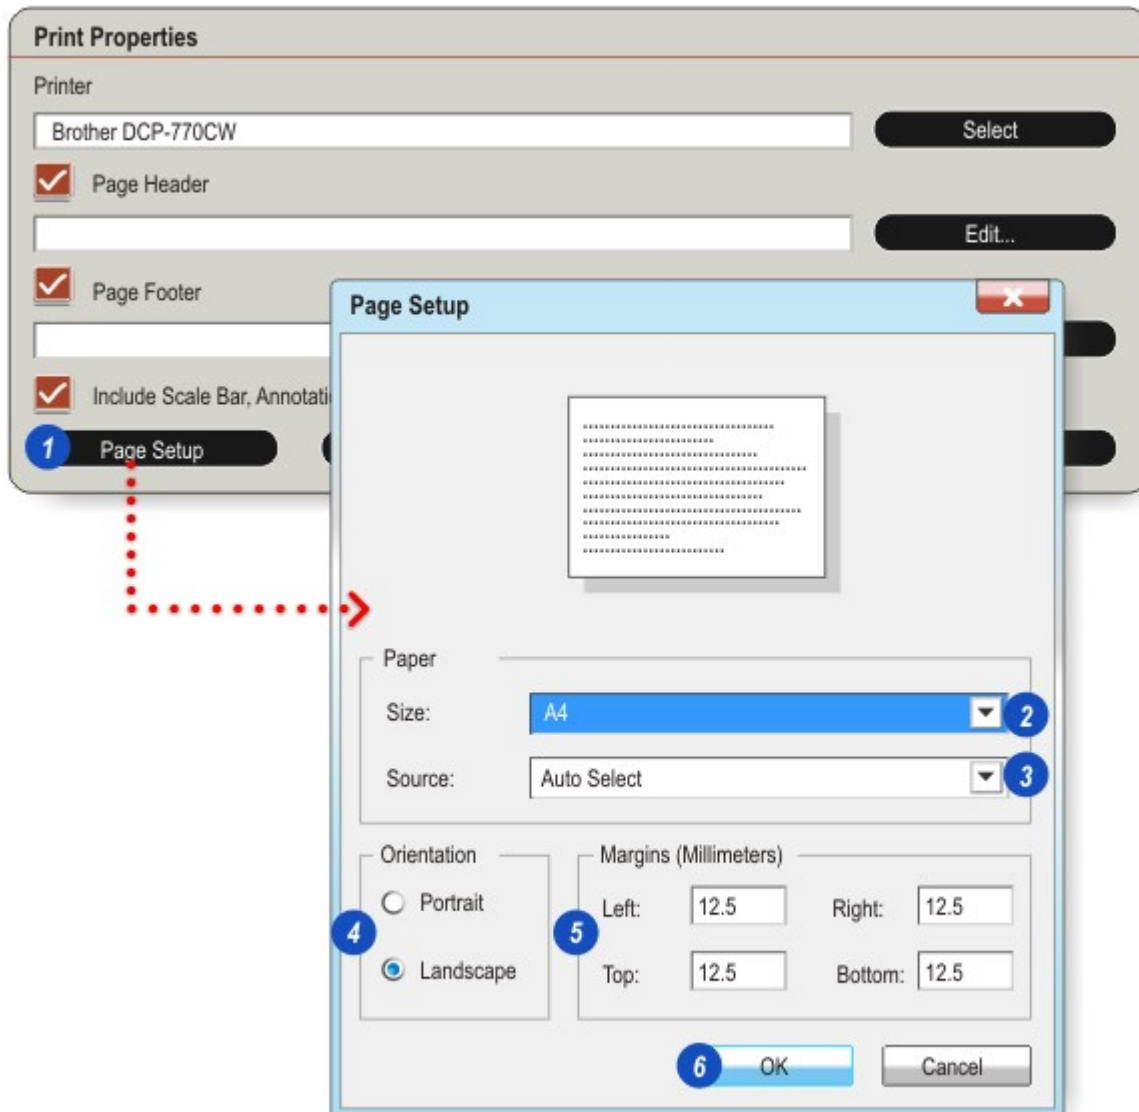 Print Properties
Printer
Brother DCP-770CW
Select
Page Header
Edit...
Page Footer
Include Scale Bar,
1 Page Setup
Page Setup
Paper
Size: A4 2
Source: Auto Select 3
Orientation
Margins (Millimeters)
Portrait
Left: 12.5 Right: 12.5
4
5
Landscape
Top: 12.5 Bottom: 12.5
6 OK Cancel